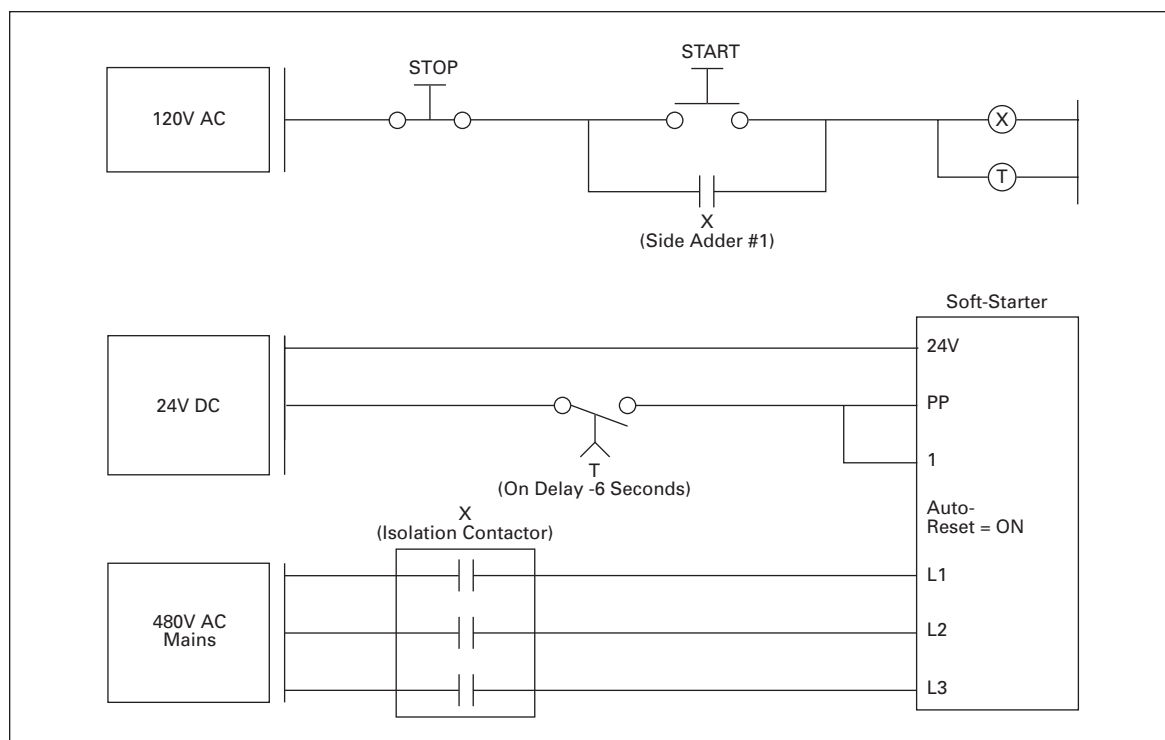 STOP
START
120V AC
X
T
X
(Side Adder #1)
Soft-Starter
24V
24V DC
PP
1
T
(On Delay -6 Seconds)
Auto-
Reset = ON
X
(Isolation Contactor)
480V AC
Mains
L1
L2
L3